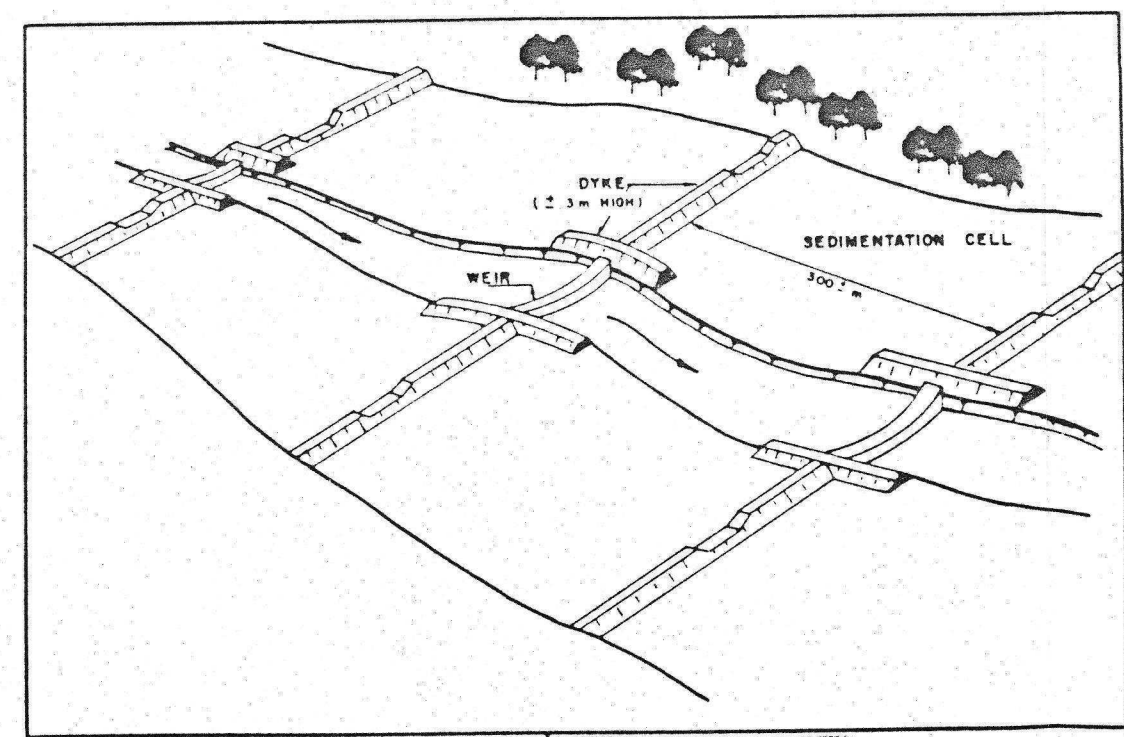 DYKE
( ± 3m HIGH)
SEDIMENTATION CELL
300 ± m
WEIR